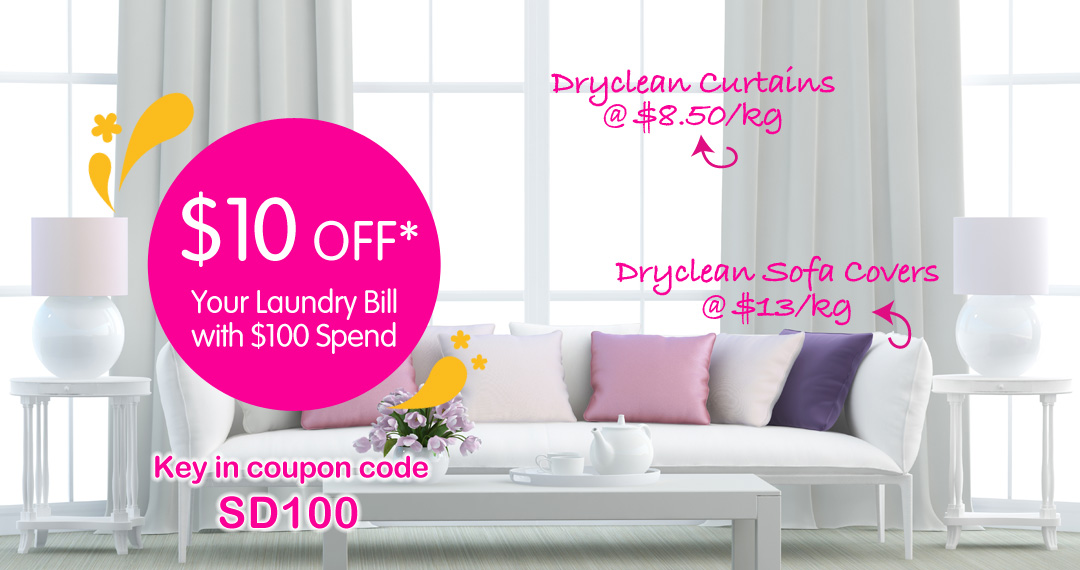 Dryclean Curtains
@ $8.50/kg
$10 OFF*
Your Laundry Bill
with $100 Spend
Dryclean Sofa Covers
@ $13/kg
Key in coupon code
SD100